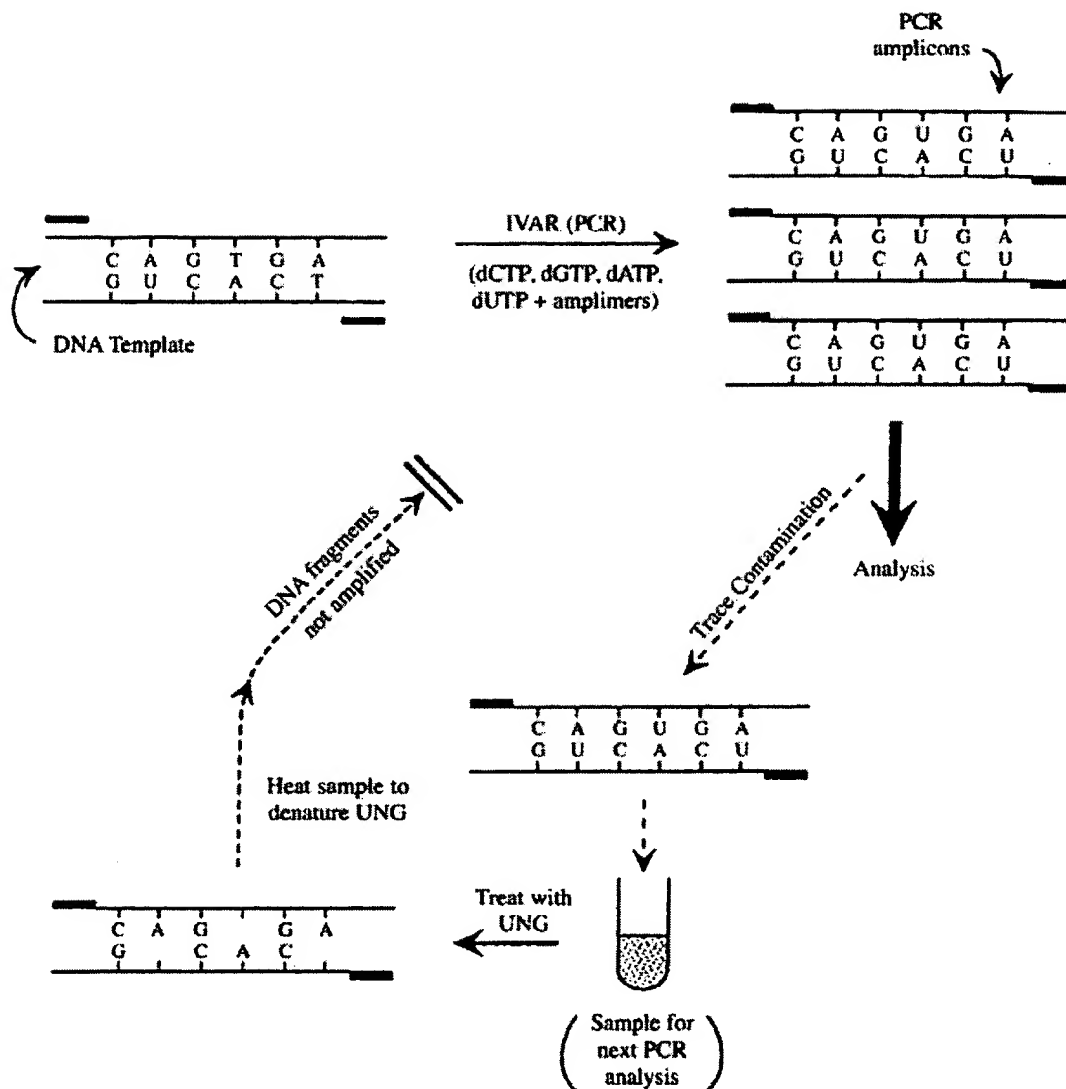 PCR
amplicons
C A G U G A
G U C A C U
IVAR (PCR)
(dCTP, dGTP, dATP,
dUTP + amplimers)
C A G T G A
G U C A C T
DNA Template
C A G U G A
G U C A C U
C A G U G A
G U C A C U
Analysis
Trace Contamination
DNA fragments
not amplified
C A G U G A
G U C A C U
Heat sample to
denature UNG
Treat with
UNG
C A G G A
G C A C
(Sample for
next PCR
analysis)